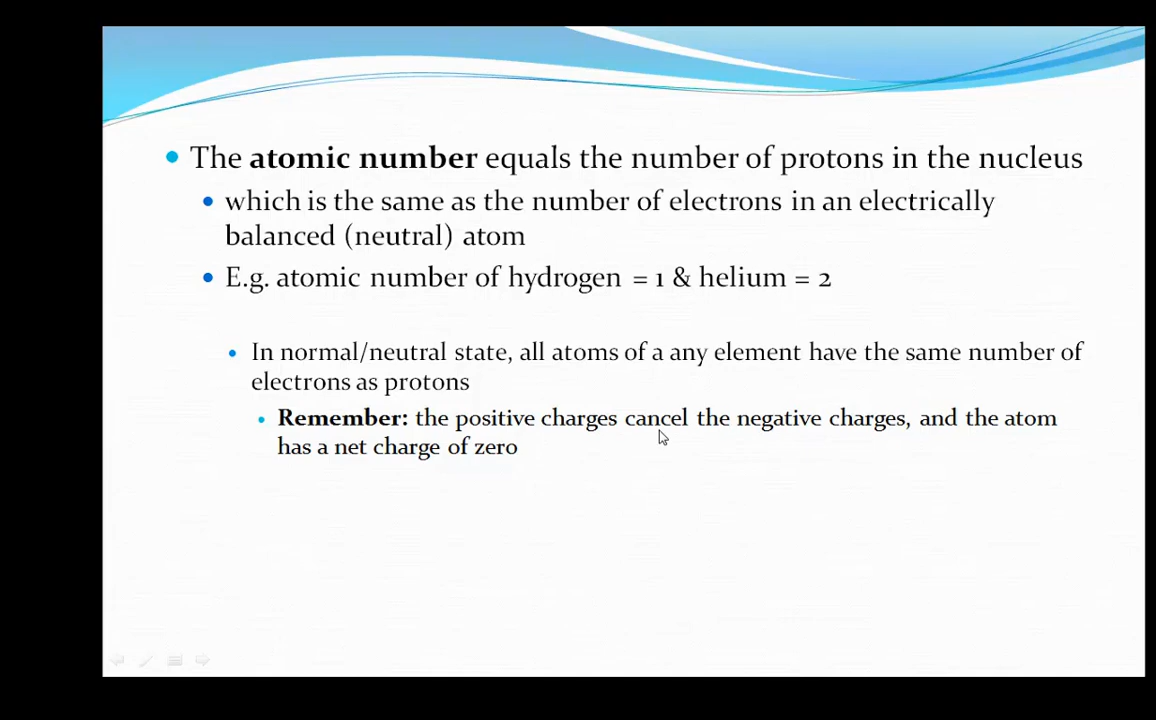 The atomic number equals the number of protons in the nucleus
which is the same as the number of electrons in an electrically
balanced (neutral) atom
E.g. atomic number of hydrogen = 1 & helium = 2
In normal/neutral state, all atoms of a any element have the same number of
electrons as protons
Remember: the positive charges cancel the negative charges, and the atom
has a net charge of zero